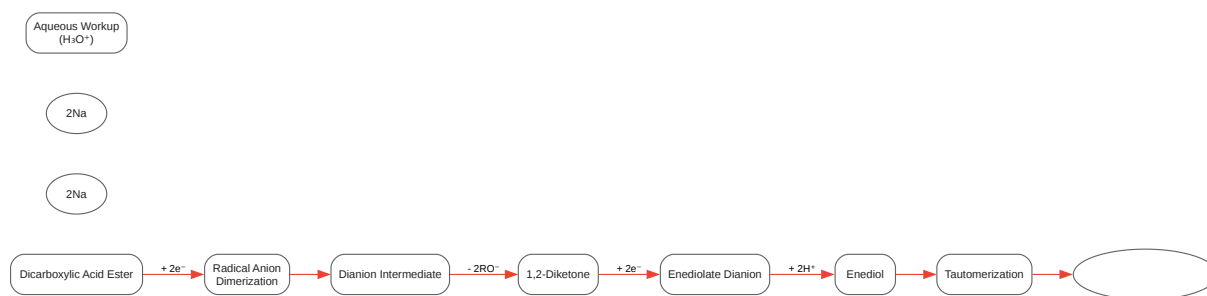 Aqueous Workup
(H₃O⁺)
2Na
2Na
Dicarboxylic Acid Ester
+ 2e⁻
Radical Anion
Dimerization
Dianion Intermediate
- 2RO⁻
1,2-Diketone
+ 2e⁻
Enediolate Dianion
+ 2H⁺
Enediol
Tautomerization